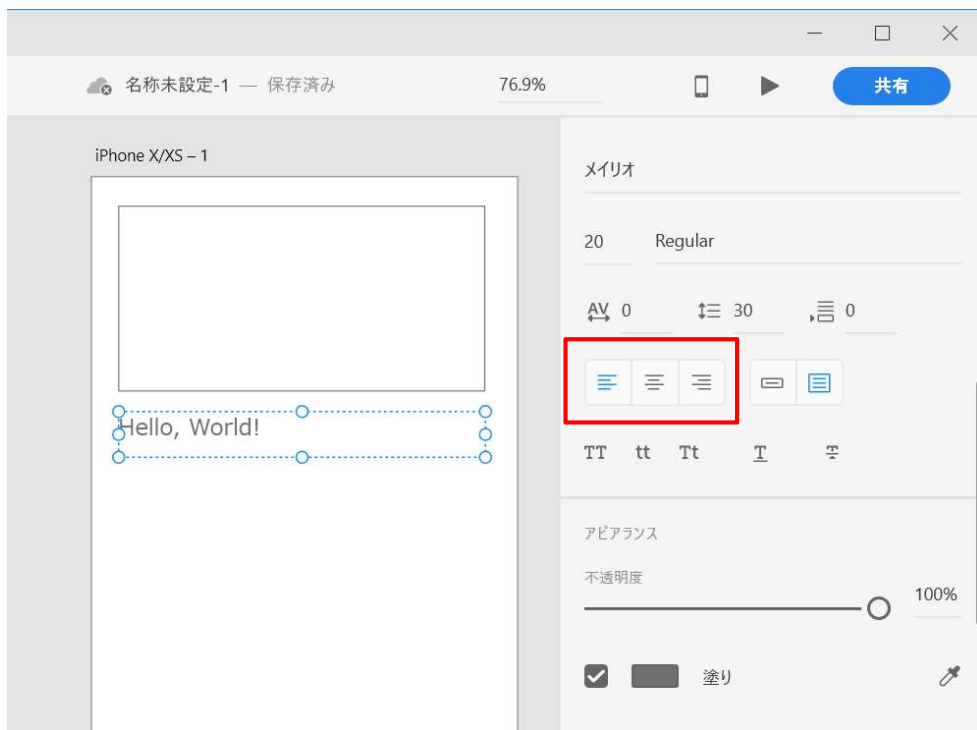 名称未設定-1 — 保存済み
76.9%
共有
iPhone X/XS – 1
メイリオ
20
Regular
AV 0
30
0
Hello, World!
TT tt Tt T T
アピアランス
不透明度
100%
塗り